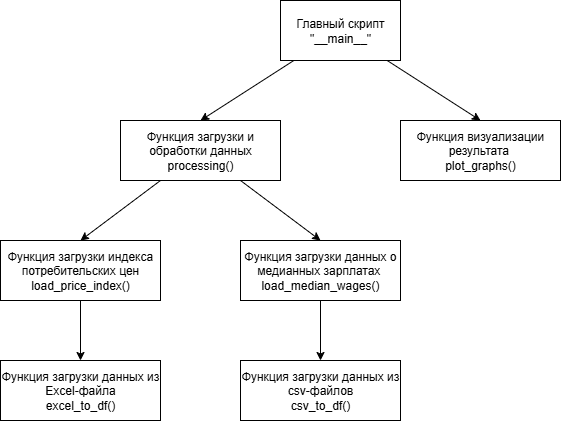 Главный скрипт
"__main__"
Функция загрузки и
обработки данных
processing()
Функция визуализации
результата
plot_graphs()
Функция загрузки индекса
потребительских цен
load_price_index()
Функция загрузки данных о
медианных зарплатах
load_median_wages()
Функция загрузки данных из
Excel-файла
excel_to_df()
Функция загрузки данных из
csv-файлов
csv_to_df()